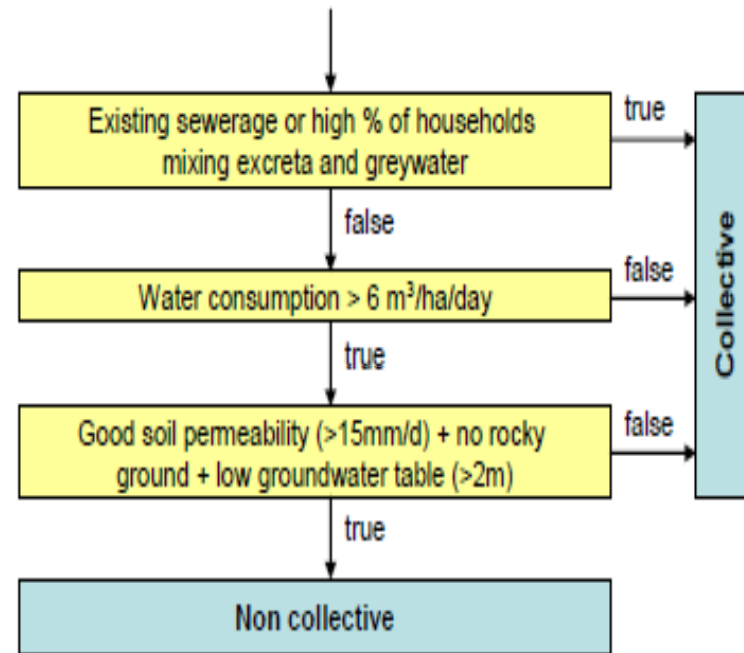 Existing sewerage or high % of households
mixing excreta and greywater
true
false
Water consumption > 6 m³/ha/day
false
true
Good soil permeability (>15mm/d) + no rocky
ground + low groundwater table (>2m)
false
true
Non collective
Collective